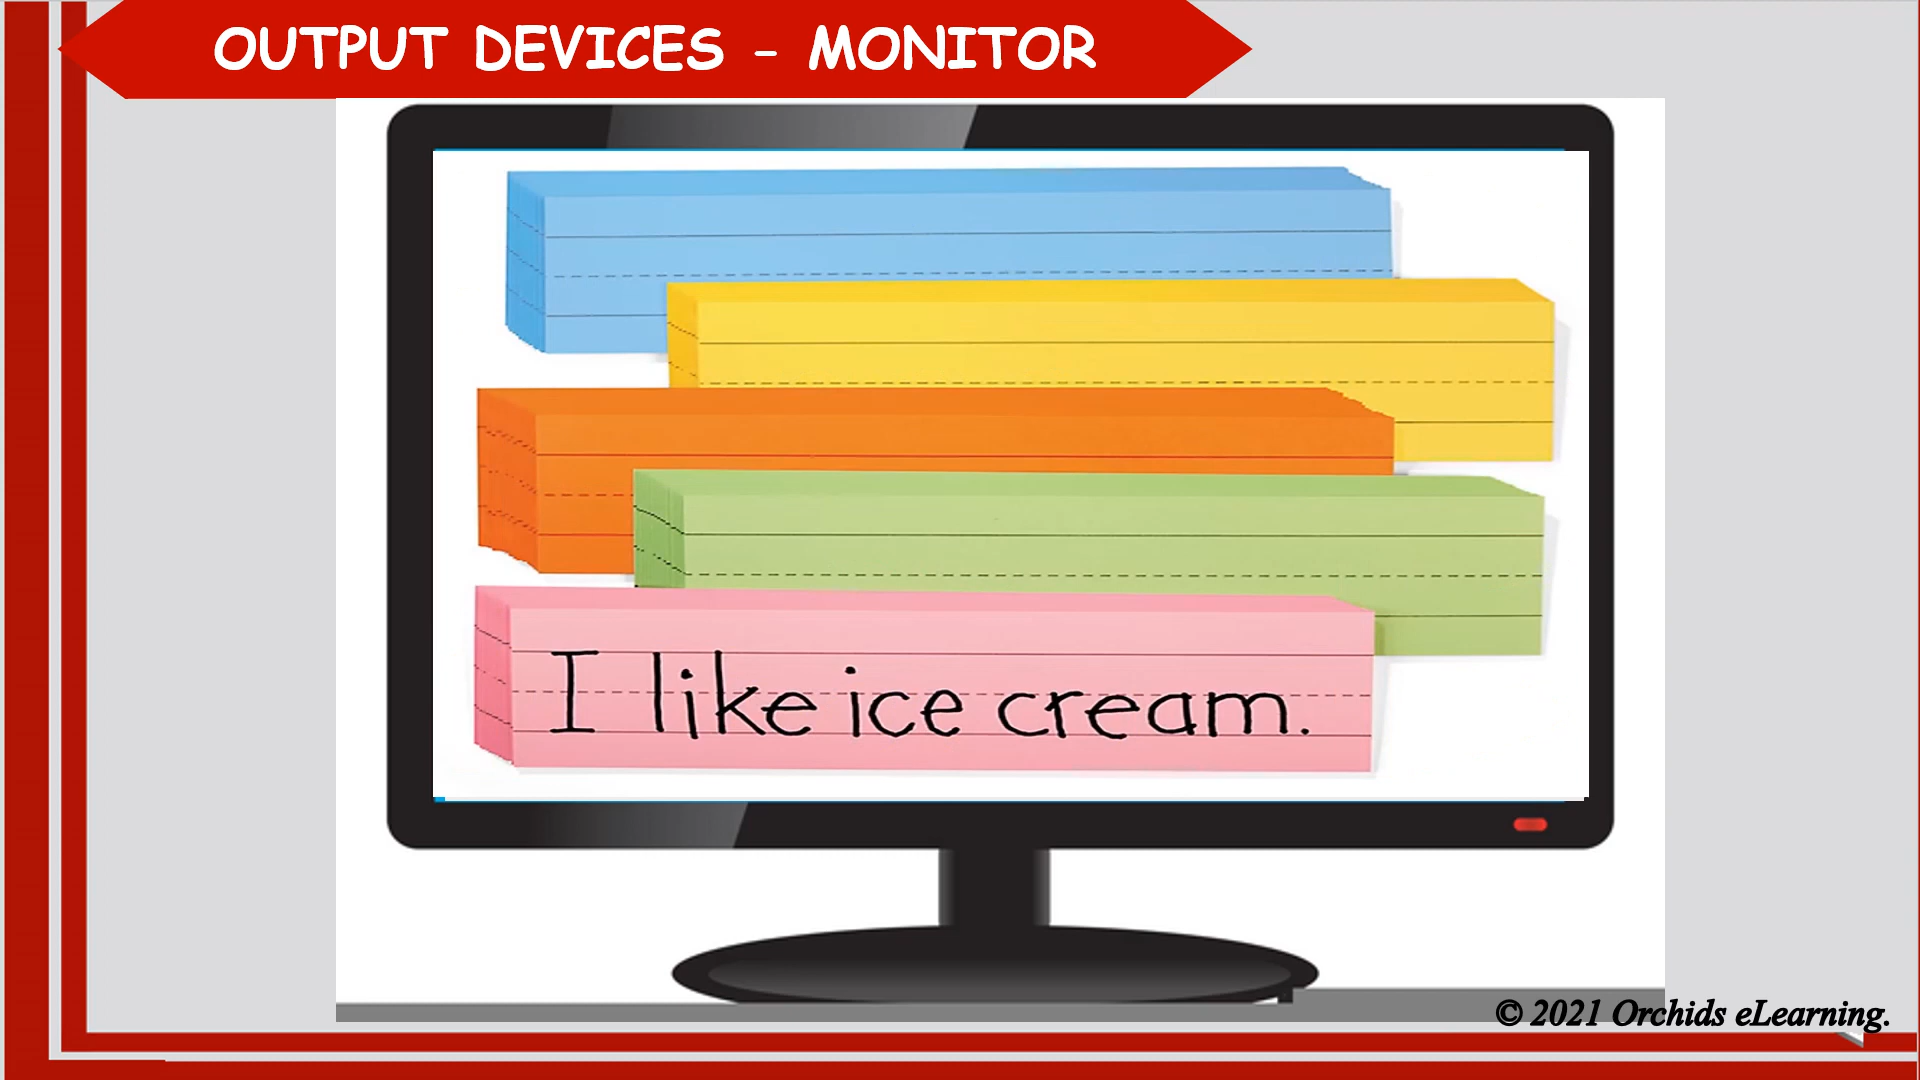 OUTPUT DEVICES - MONITOR
I like ice cream.
© 2021 Orchids eLearning.